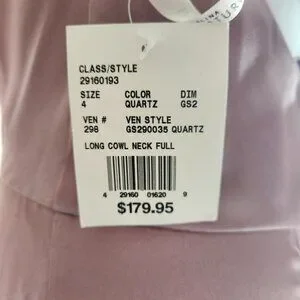 CLASS/STYLE
29160193
SIZE COLOR DIM
4 QUARTZ GS2
VEN # VEN STYLE
298 GS290035 QUARTZ
LONG COWL NECK FULL
4 29160 01620 9
$179.95